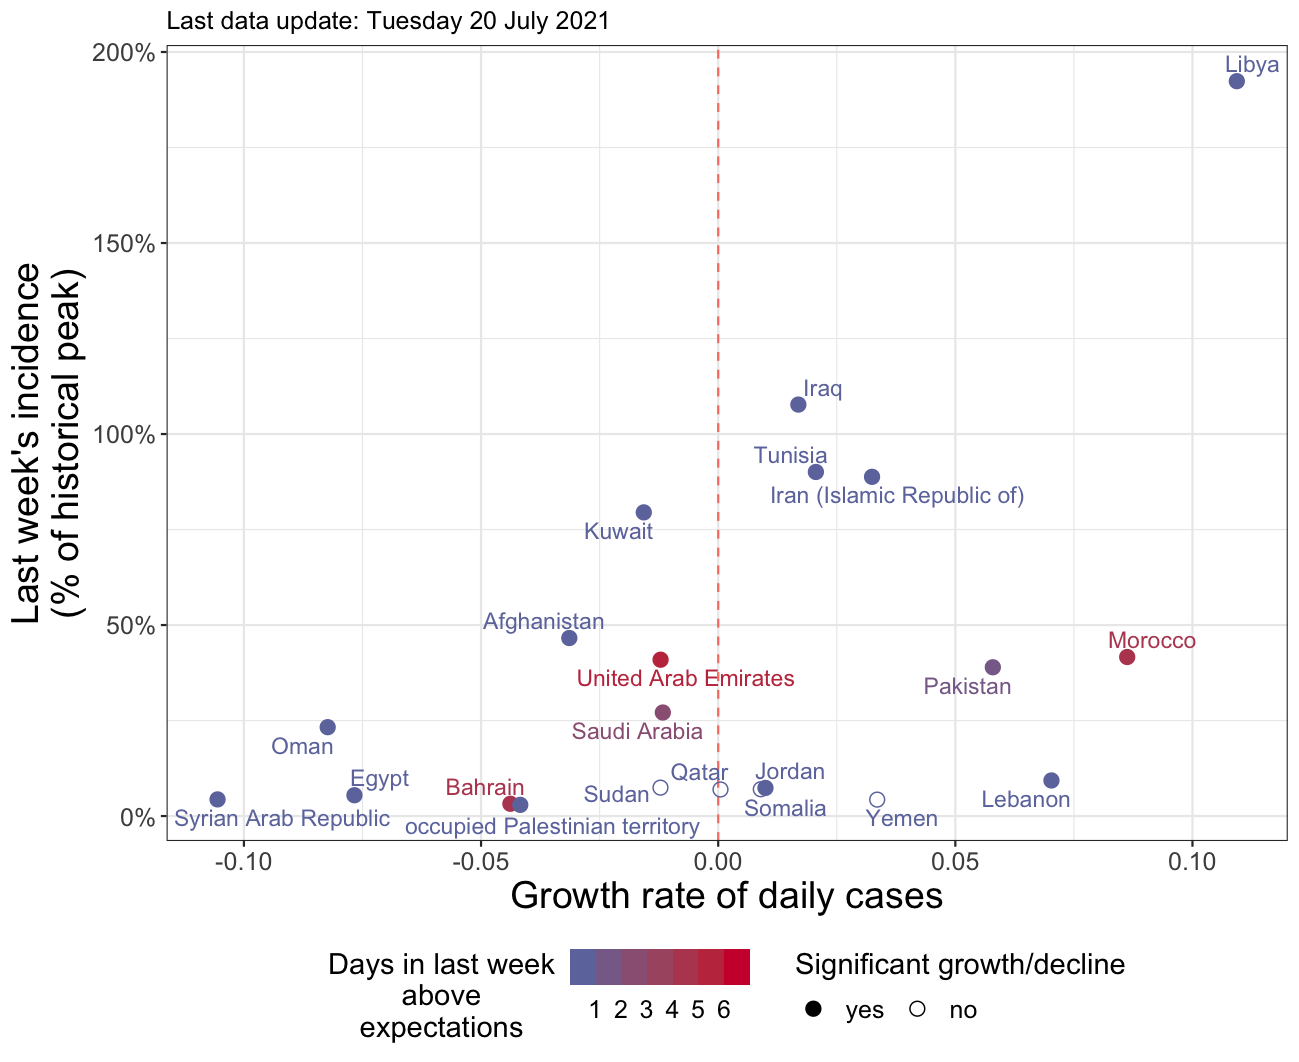 Last data update: Tuesday 20 July 2021
Last week's incidence
(% of historical peak)
200%
150%
100%
50%
0%
Libya
Iraq
Tunisia
Iran (Islamic Republic of)
Kuwait
Afghanistan
Morocco
United Arab Emirates
Pakistan
Saudi Arabia
Oman
Qatar
Jordan
Egypt
Bahrain
Sudan
Lebanon
Somalia
Syrian Arab Republic
Yemen
occupied Palestinian territory
-0.10
-0.05
0.00
0.05
0.10
Growth rate of daily cases
Days in last week
above
expectations
1 2 3 4 5 6
Significant growth/decline
yes
no